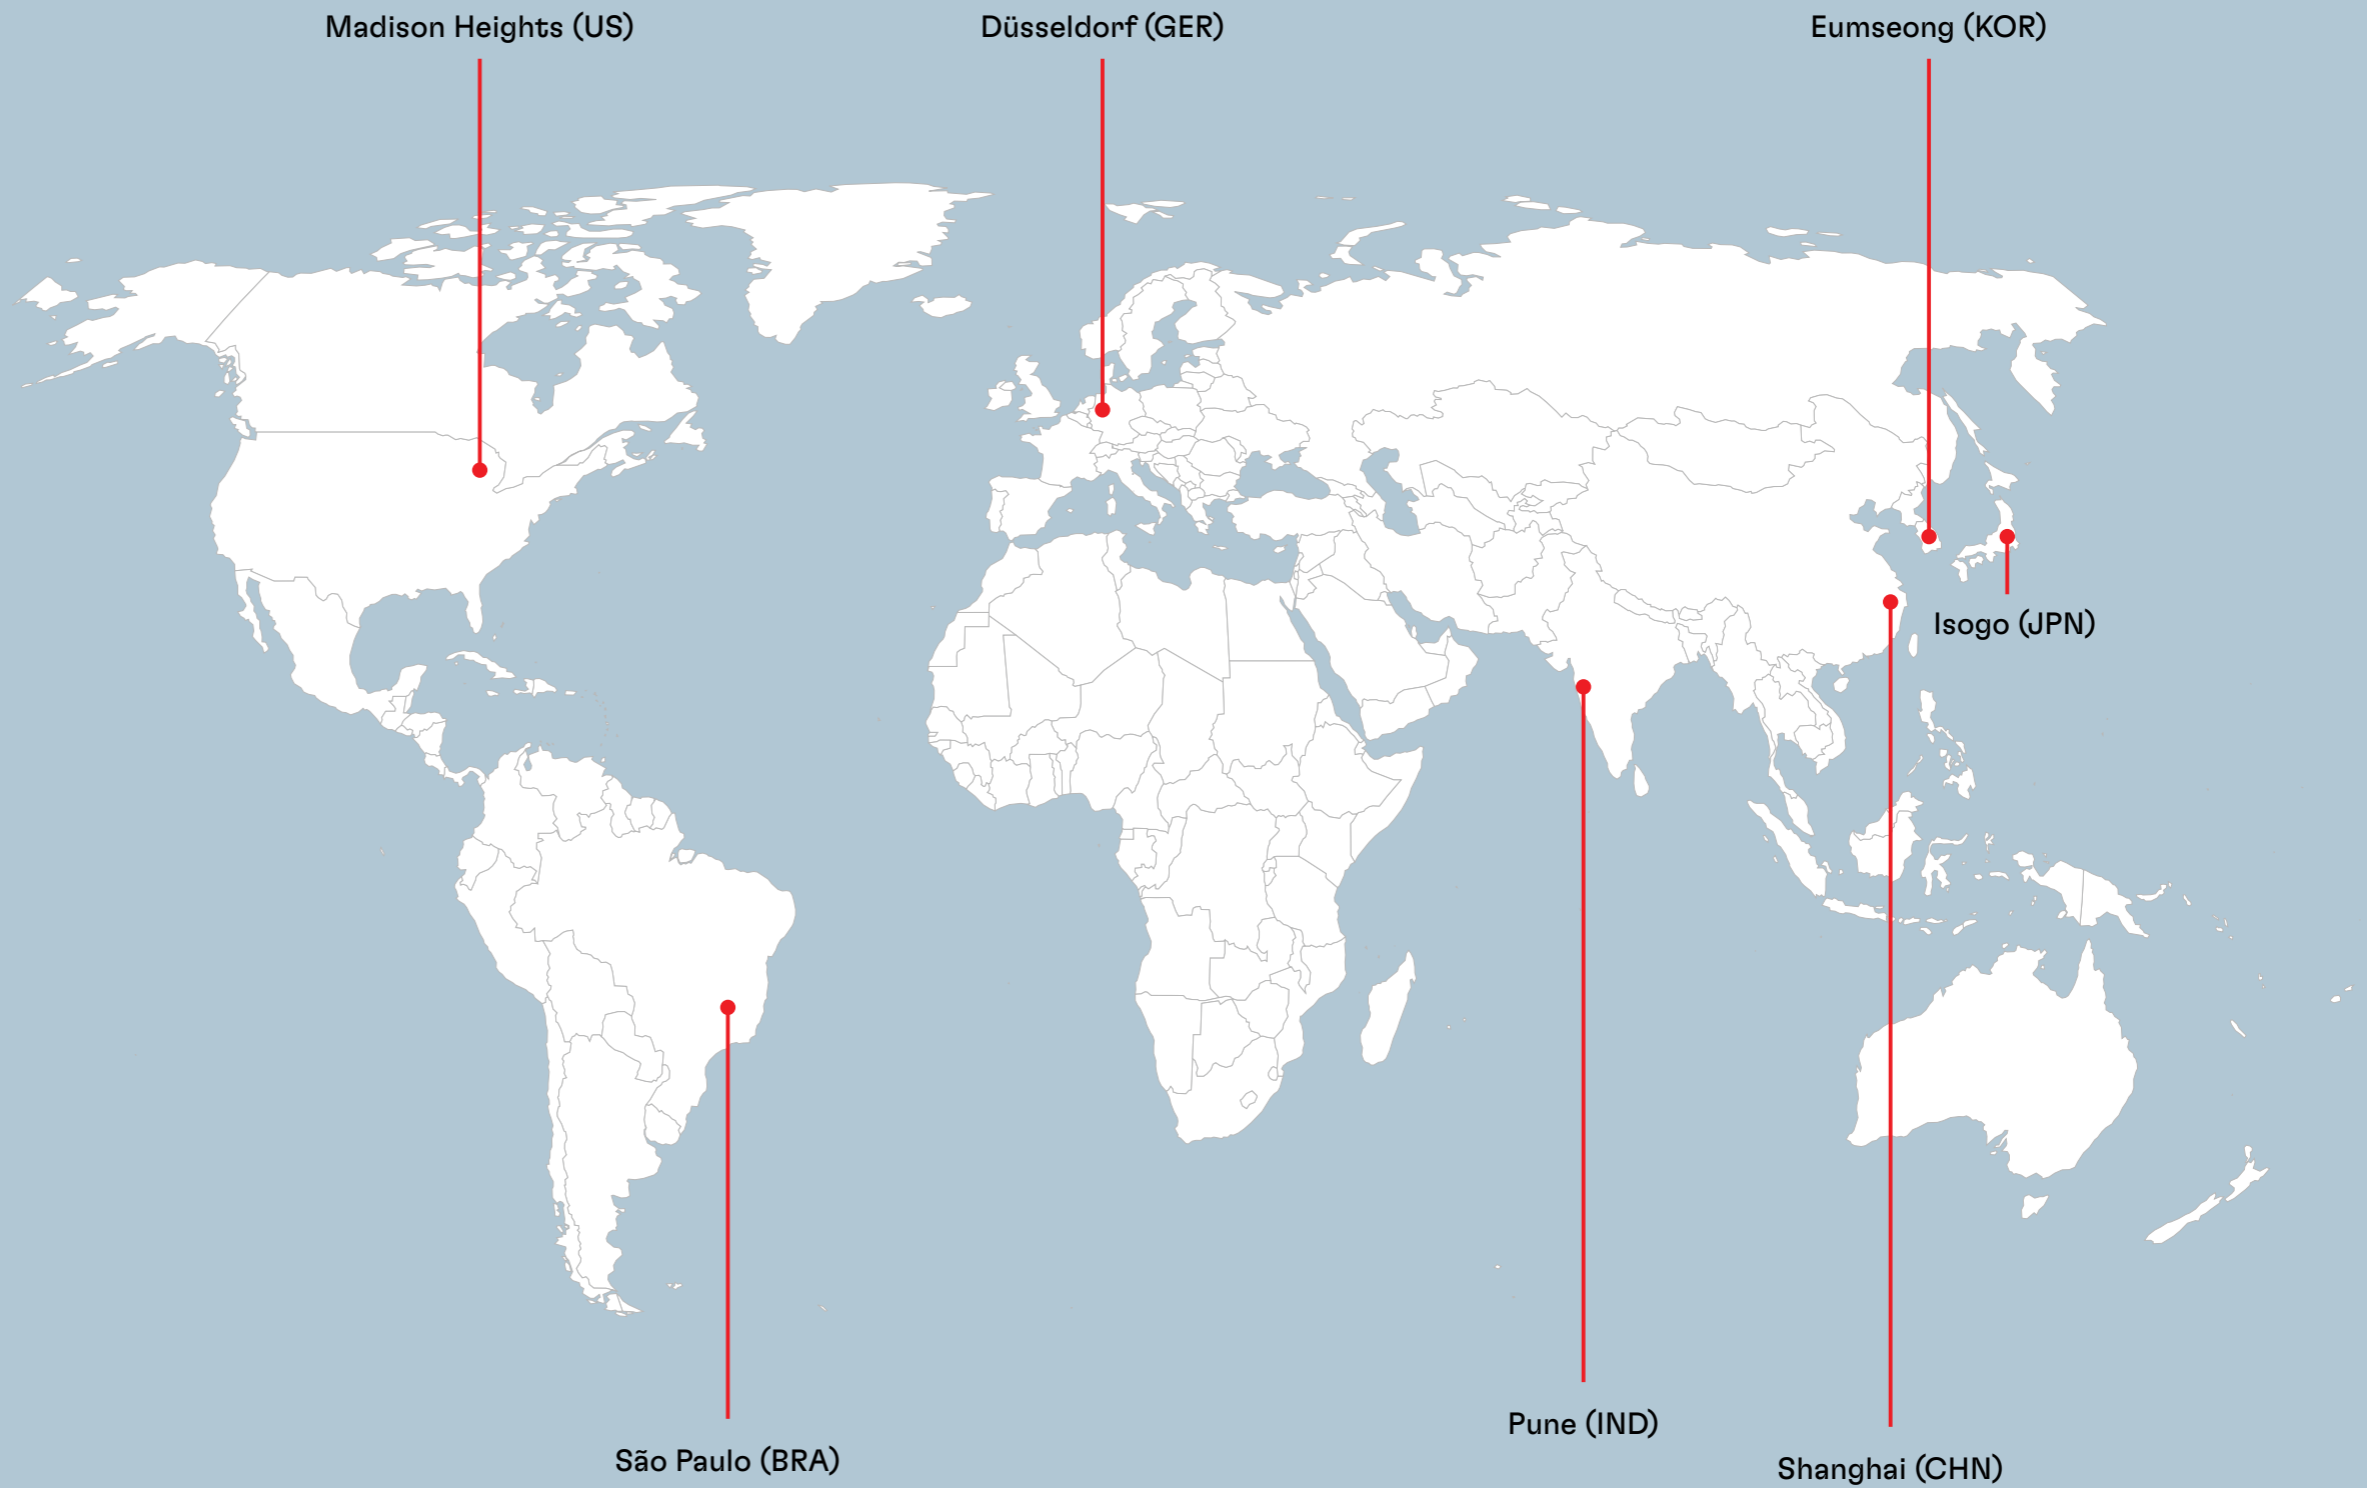 Madison Heights (US)
Düsseldorf (GER)
Eumseong (KOR)
Isogo (JPN)
Pune (IND)
São Paulo (BRA)
Shanghai (CHN)